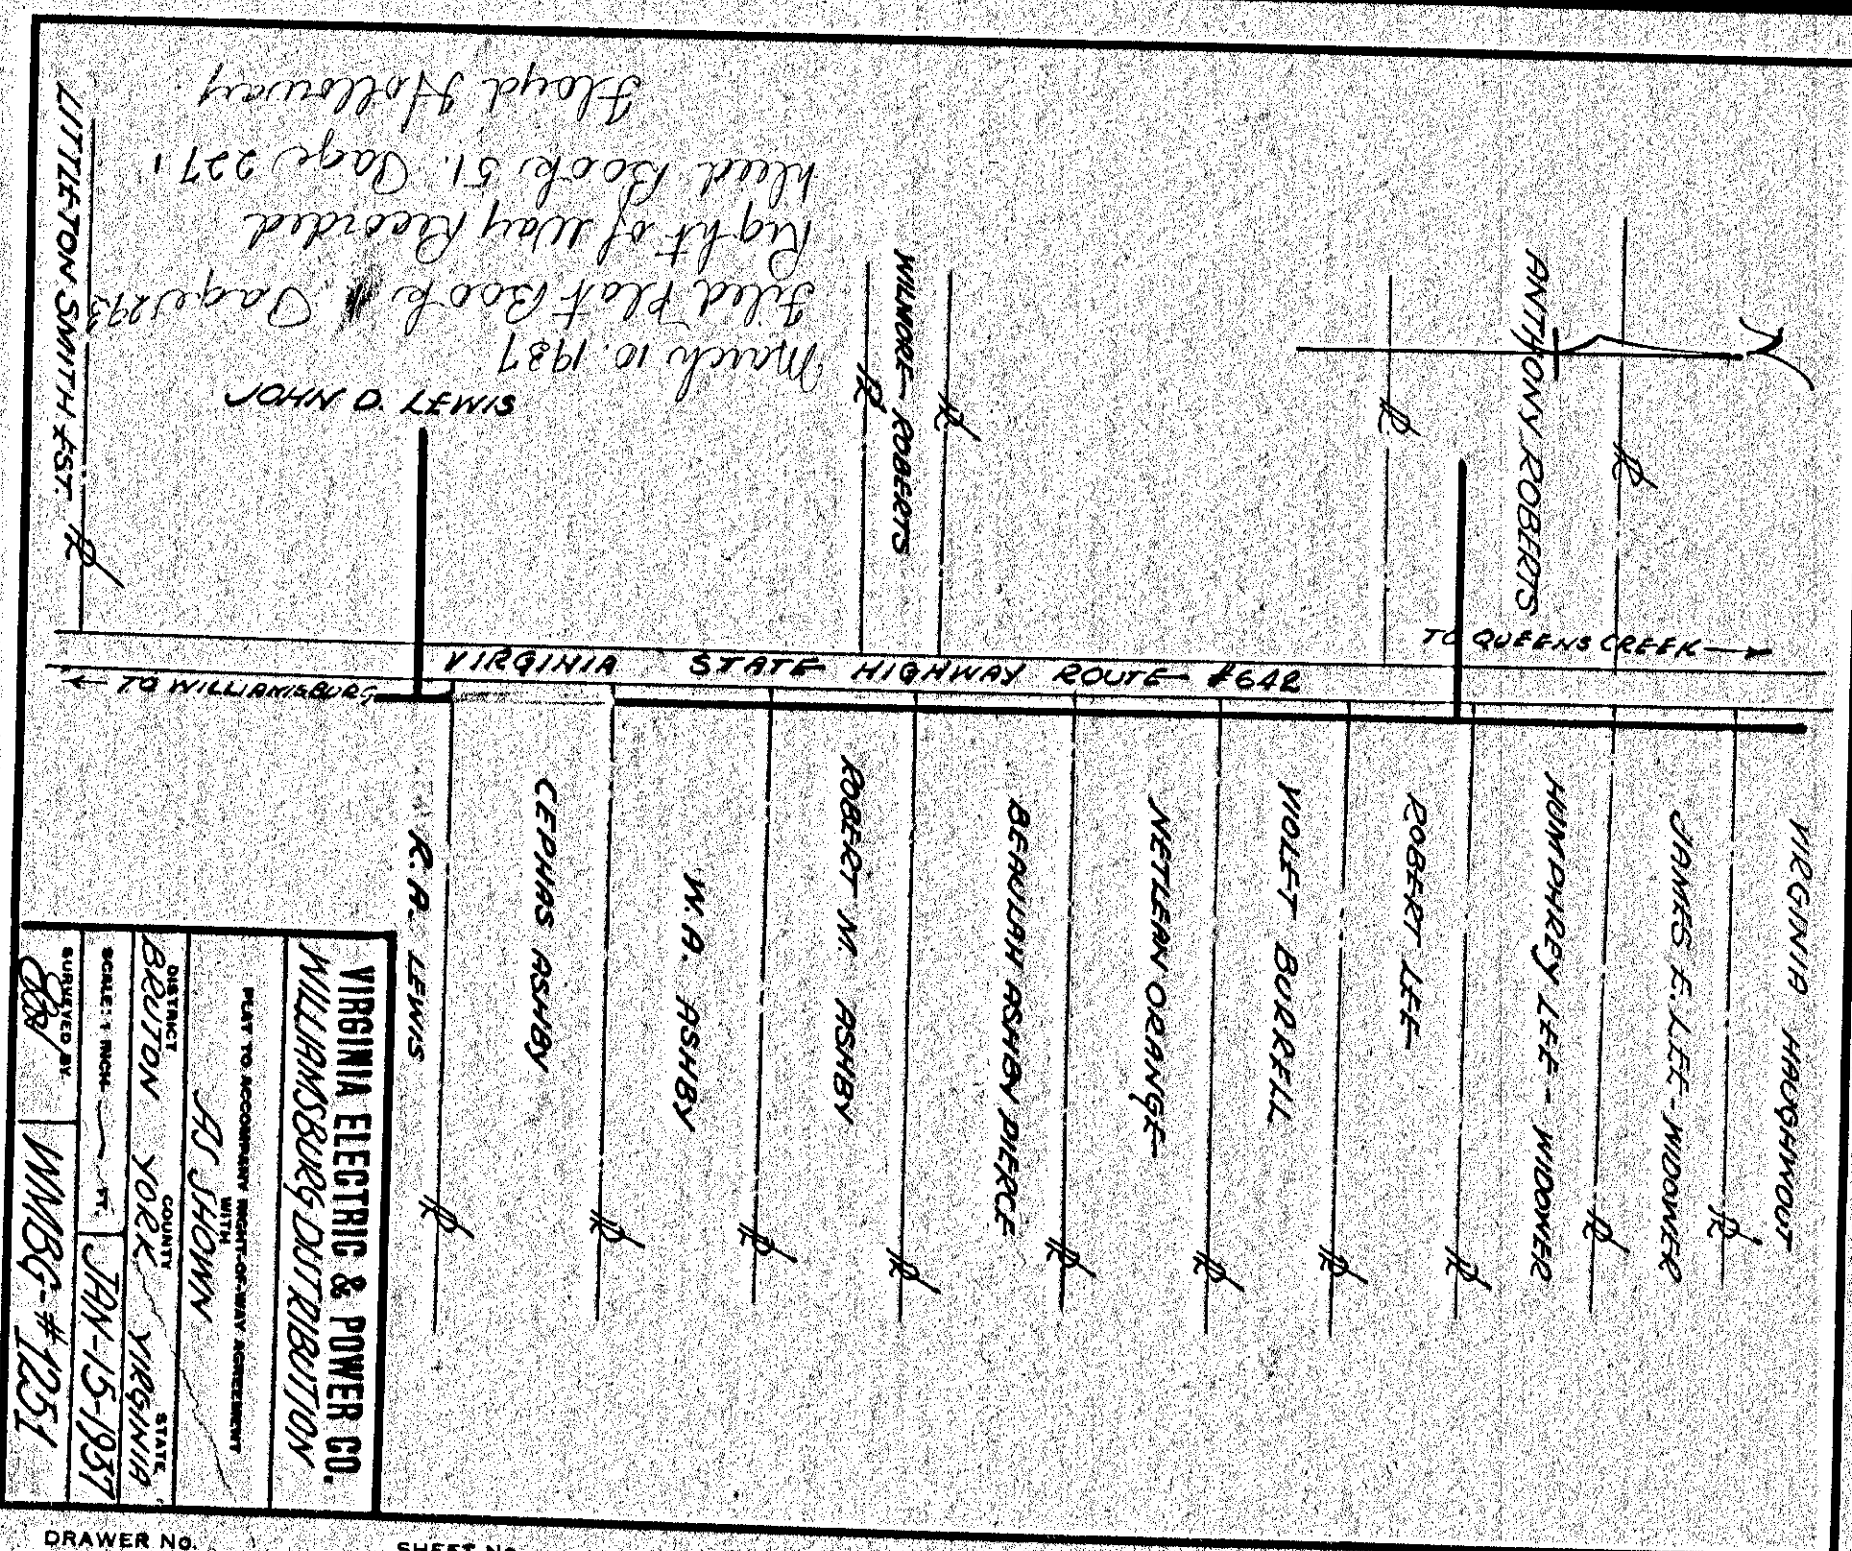 March 10. 1937
Filed Plat Book Page 293
Right of Way Recorded
Deed Book 51. Page 227
Floyd Holloway
LITTLETON SMITH EST.
JOHN D. LEWIS
WILMORE ROBERTS
ANTHONY ROBERTS
TO QUEENS CREEK
VIRGINIA STATE HIGHWAY ROUTE #642
TO WILLIAMSBURG
R.A. LEWIS
CEPHAS ASHBY
W.A. ASHBY
ROBERT N. ASHBY
BEAULAH ASHBY PIERCE
NETLEAN ORANGE
VIOLET BURRELL
ROBERT LEE
HUMPHREY LEE - WIDOWER
JAMES E. LEE - WIDOWER
VIRGINIA HAUGHWOUT
VIRGINIA ELECTRIC & POWER CO.
WILLIAMSBURG DISTRIBUTION
PLAT TO ACCOMPANY RIGHT-OF-WAY AGREEMENT
WITH
AS SHOWN
DISTRICT COUNTY STATE
BRUTON YORK VIRGINIA
SCALE: 1 INCH FT. JAN-15-1937
SURVEYED BY
WMBG-#1251
DRAWER NO.
SHEET NO.